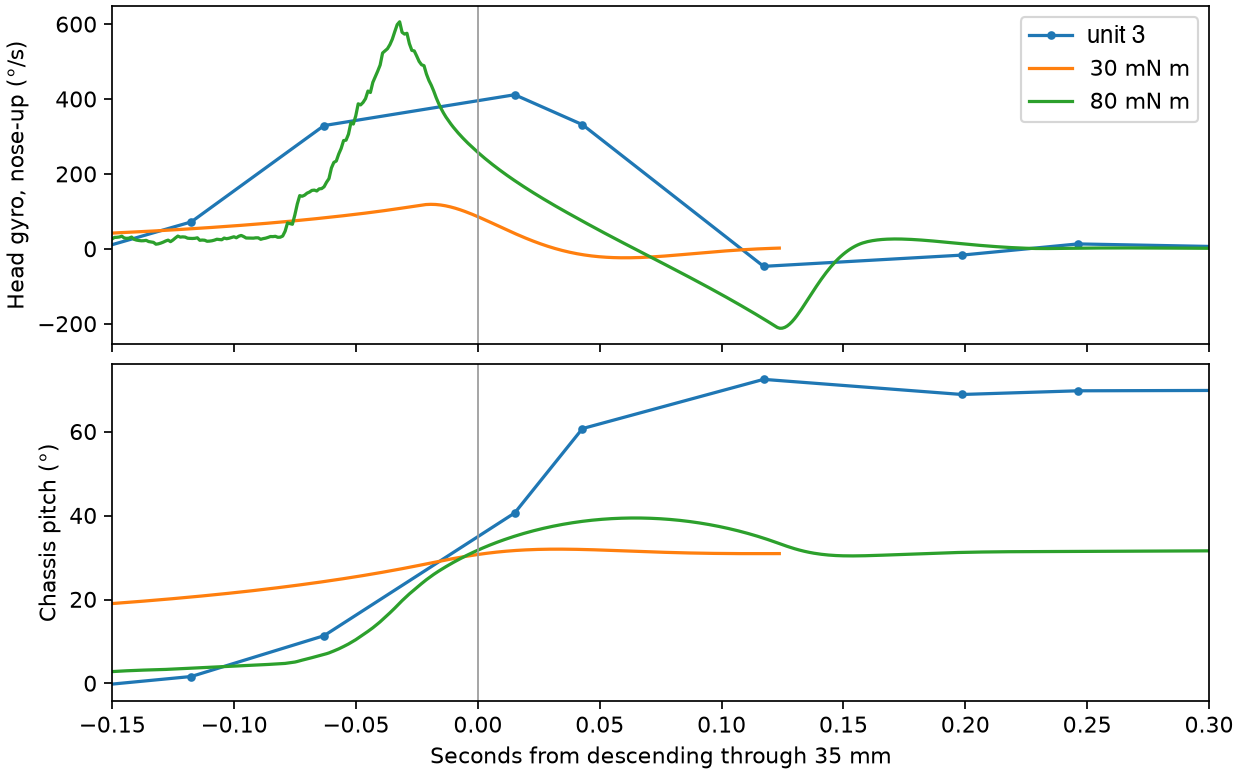 Head gyro, nose-up (°/s)
600
400
200
0
−200
unit 3
30 mN m
80 mN m
Chassis pitch (°)
60
40
20
0
−0.15 −0.10 −0.05 0.00 0.05 0.10 0.15 0.20 0.25 0.30
Seconds from descending through 35 mm